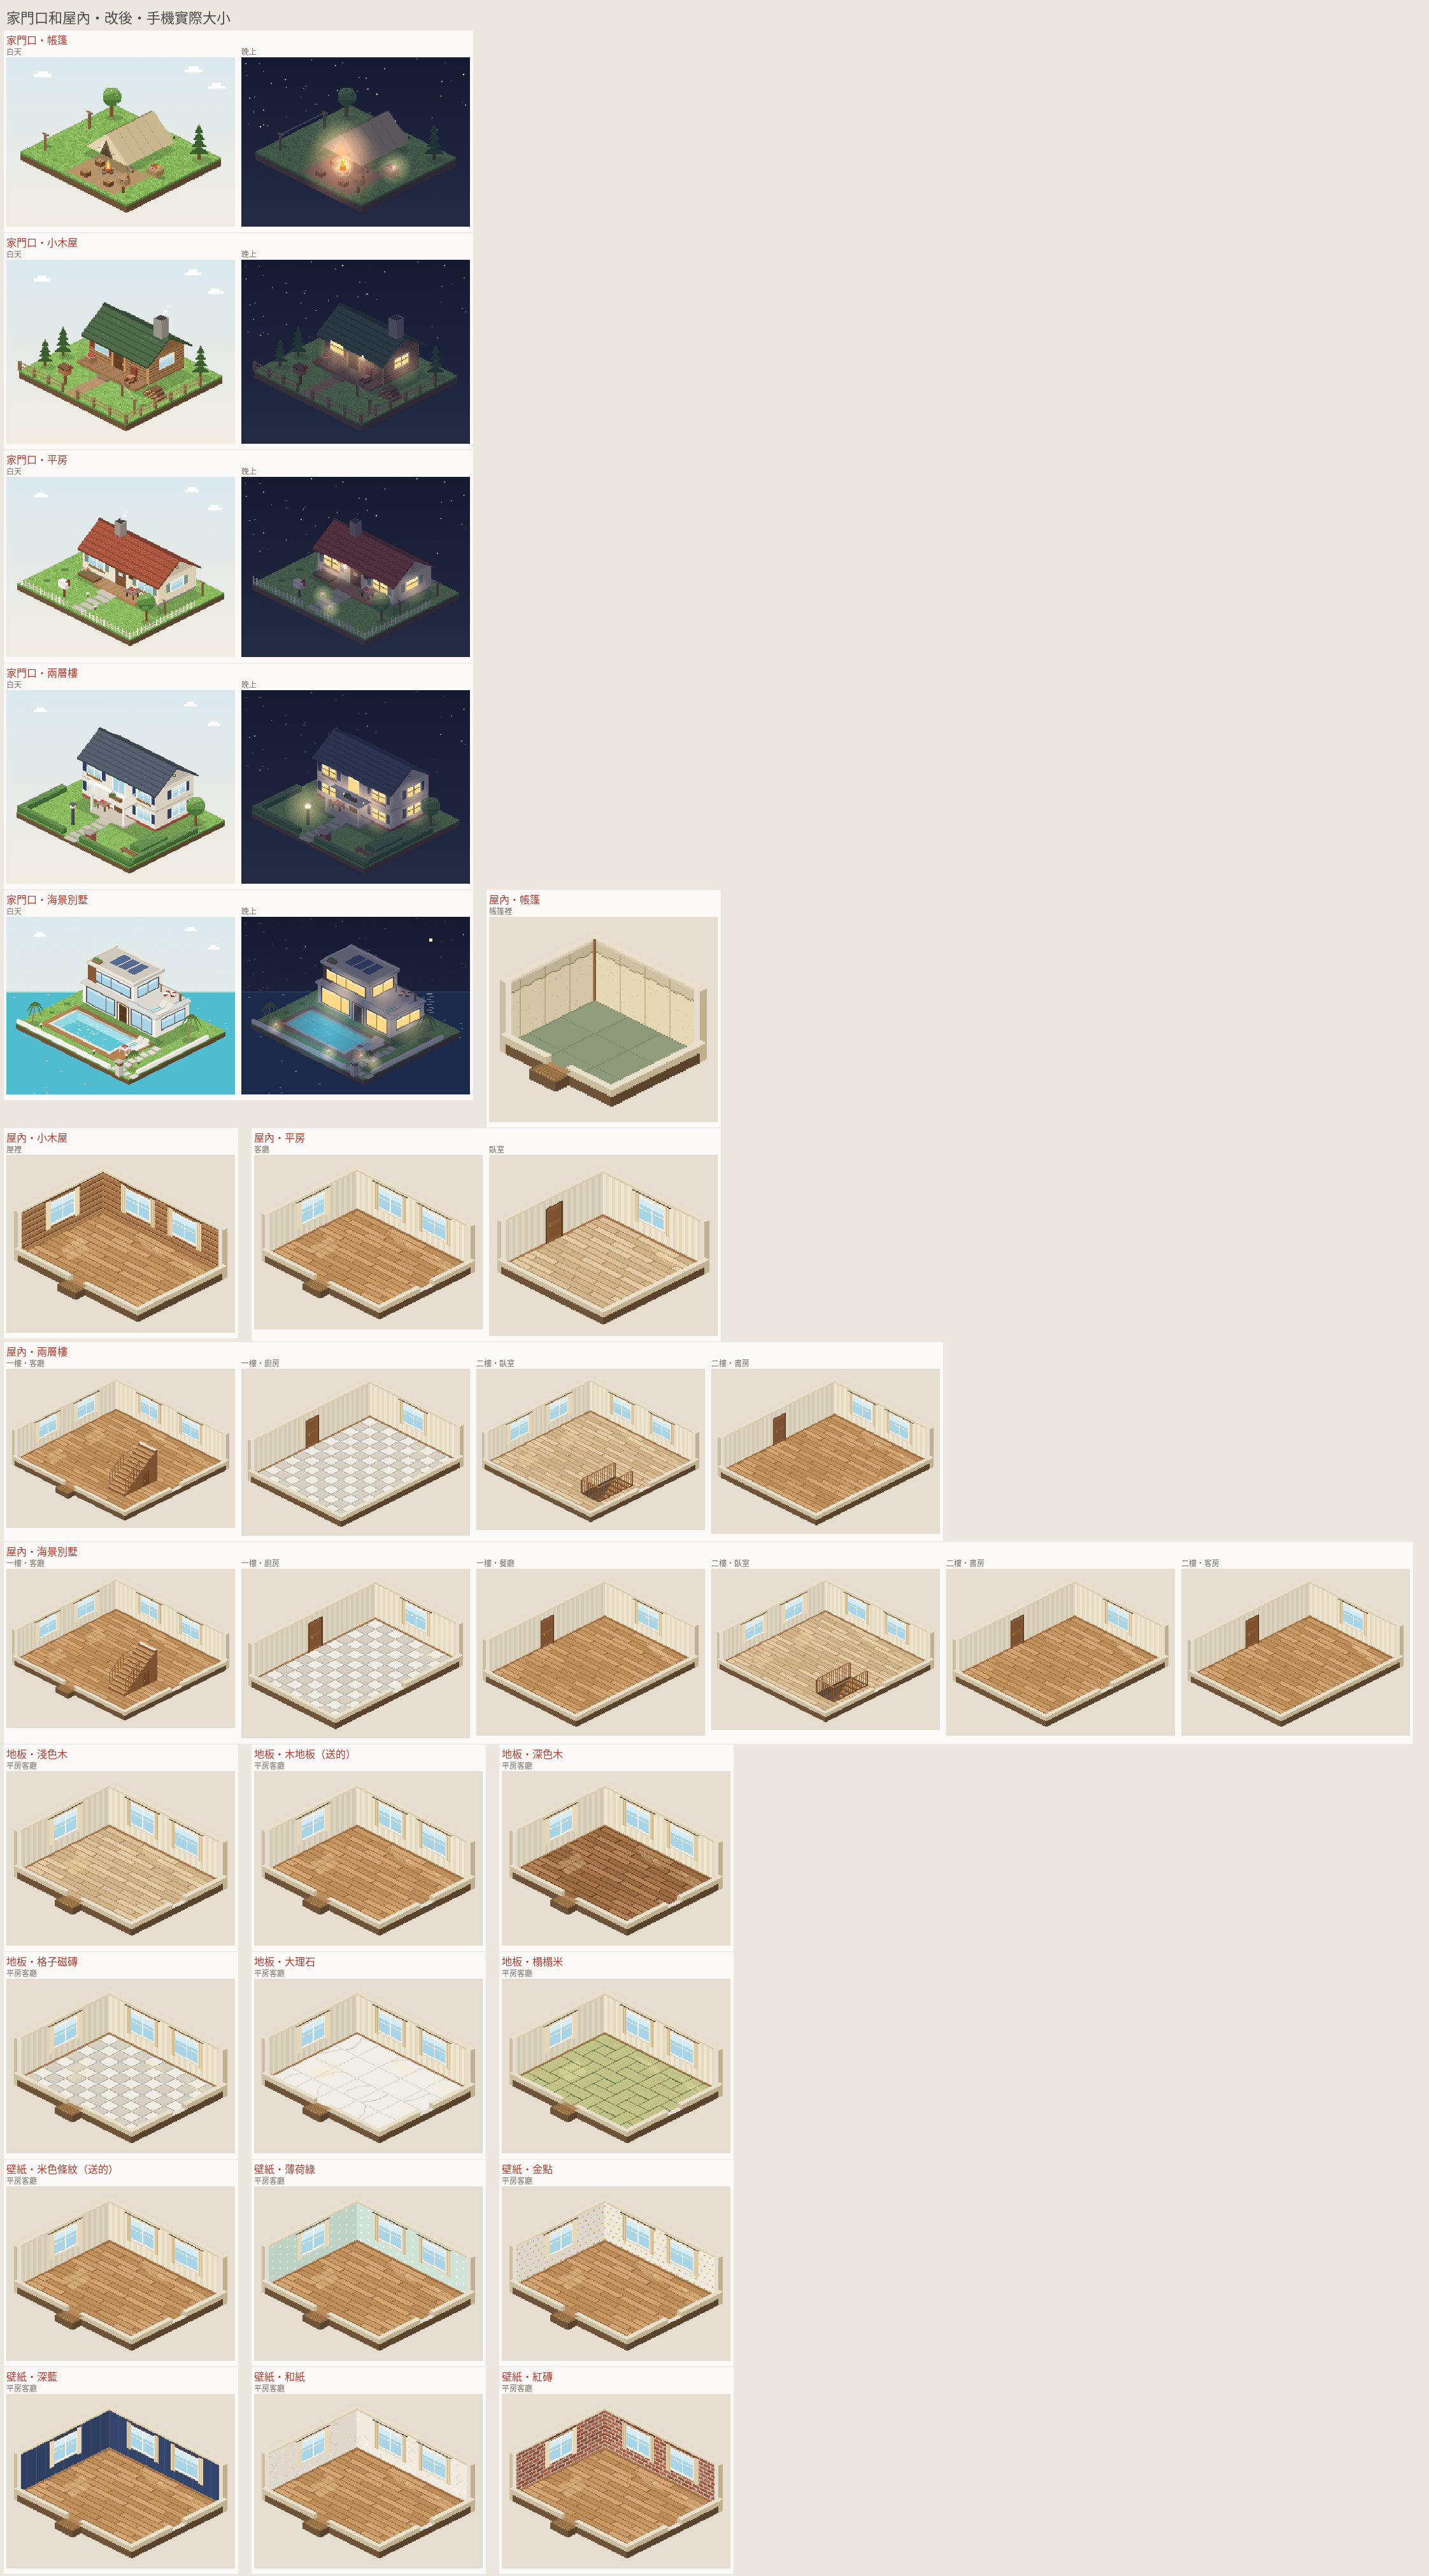 家門口和屋內・改後・手機實際大小
家門口・帳篷
白天
晚上
家門口・小木屋
白天
晚上
家門口・平房
白天
晚上
家門口・兩層樓
白天
晚上
家門口・海景別墅
白天
晚上
屋內・帳篷
帳篷裡
屋內・小木屋
屋裡
屋內・平房
客廳
臥室
屋內・兩層樓
一樓・客廳
一樓・廚房
二樓・臥室
二樓・書房
屋內・海景別墅
一樓・客廳
一樓・廚房
一樓・餐廳
二樓・臥室
二樓・書房
二樓・客房
地板・淺色木
平房客廳
地板・木地板（送的）
平房客廳
地板・深色木
平房客廳
地板・格子磁磚
平房客廳
地板・大理石
平房客廳
地板・榻榻米
平房客廳
壁紙・米色條紋（送的）
平房客廳
壁紙・薄荷綠
平房客廳
壁紙・金點
平房客廳
壁紙・深藍
平房客廳
壁紙・和紙
平房客廳
壁紙・紅磚
平房客廳